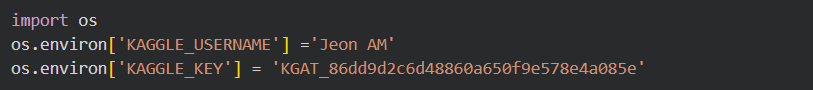 import os
os.environ['KAGGLE_USERNAME'] ='Jeon AM'
os.environ['KAGGLE_KEY'] = 'KGAT_86dd9d2c6d48860a650f9e578e4a085e'